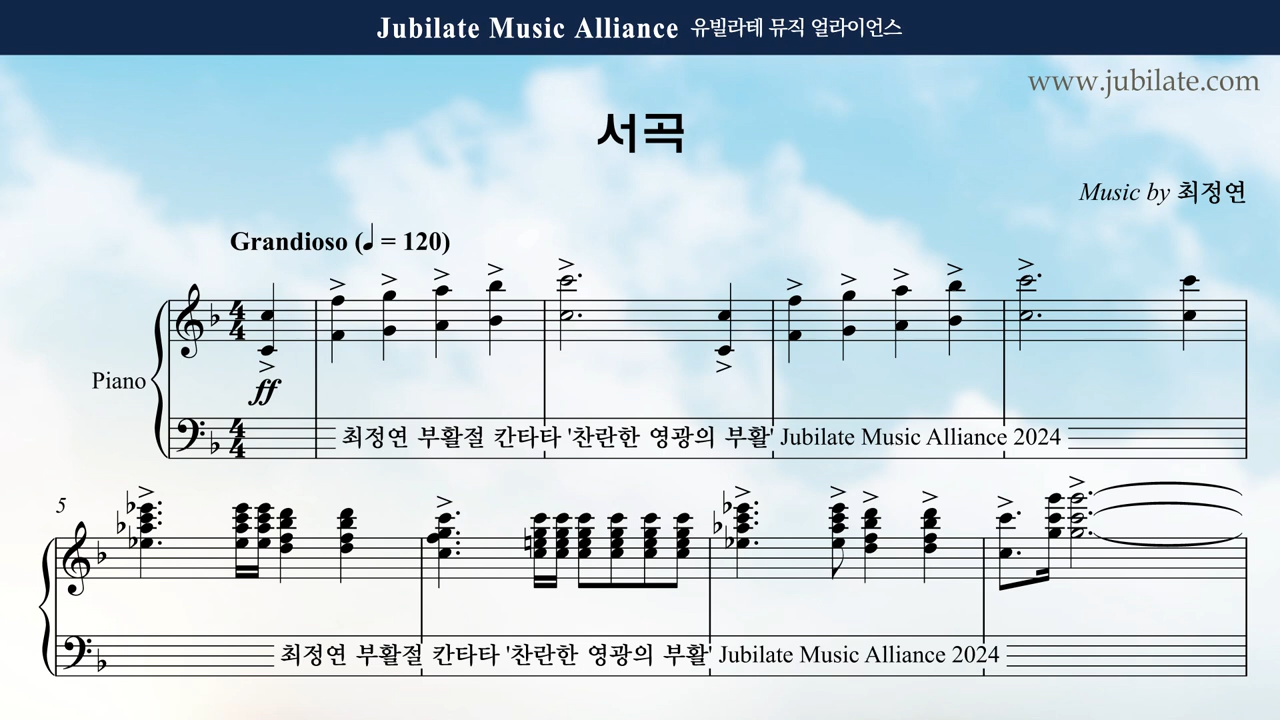 Jubilate Music Alliance 유빌라테 뮤직 얼라이언스
www.jubilate.com
서곡
Music by 최정연
Grandioso (♩ = 120)
Piano
ff
최정연 부활절 칸타타 '찬란한 영광의 부활' Jubilate Music Alliance 2024
5
최정연 부활절 칸타타 '찬란한 영광의 부활' Jubilate Music Alliance 2024